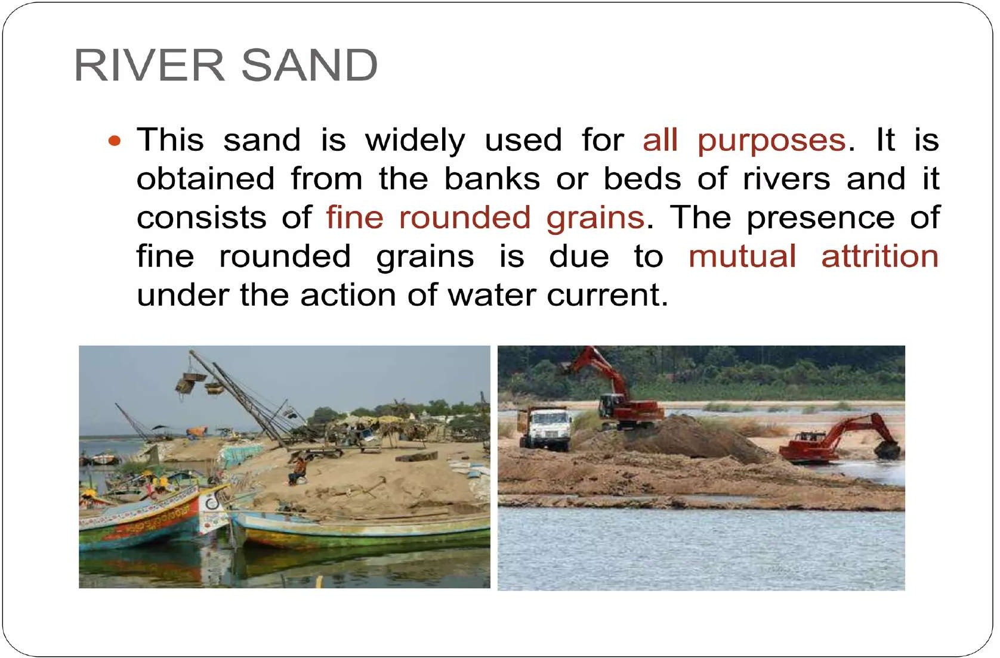 RIVER SAND
• This sand is widely used for all purposes. It is
obtained from the banks or beds of rivers and it
consists of fine rounded grains. The presence of
fine rounded grains is due to mutual attrition
under the action of water current.